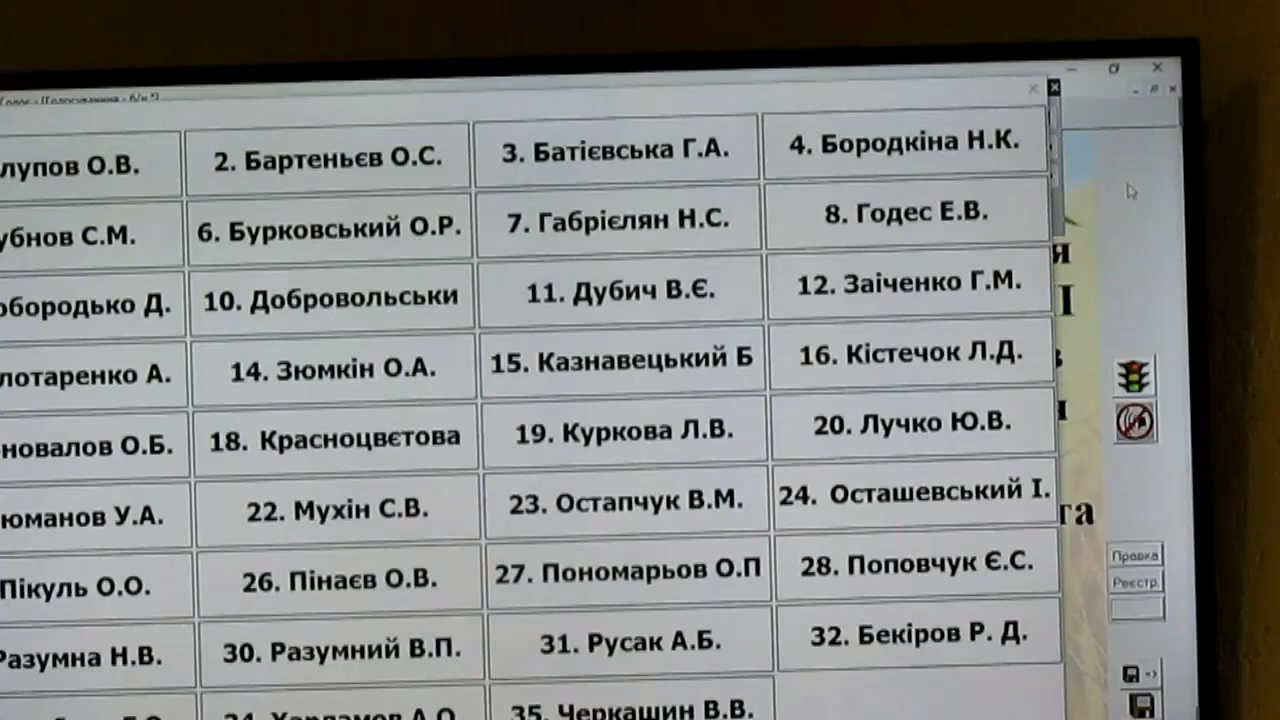 лупов О.В. 2. Бартеньєв О.С. 3. Батієвська Г.А. 4. Бородкіна Н.К.
убнов С.М. 6. Бурковський О.Р. 7. Габрієлян Н.С. 8. Годес Е.В.
обородько Д. 10. Добровольськи 11. Дубич В.Є. 12. Заіченко Г.М.
лотаренко А. 14. Зюмкін О.А. 15. Казнавецький Б 16. Кістечок Л.Д.
новалов О.Б. 18. Красноцвєтова 19. Куркова Л.В. 20. Лучко Ю.В.
юманов У.А. 22. Мухін С.В. 23. Остапчук В.М. 24. Осташевський І.
Пікуль О.О. 26. Пінаєв О.В. 27. Пономарьов О.П 28. Поповчук Є.С.
Разумна Н.В. 30. Разумний В.П. 31. Русак А.Б. 32. Бекіров Р. Д.
35. Черкашин В.В.
та
Правка
Реєстр.